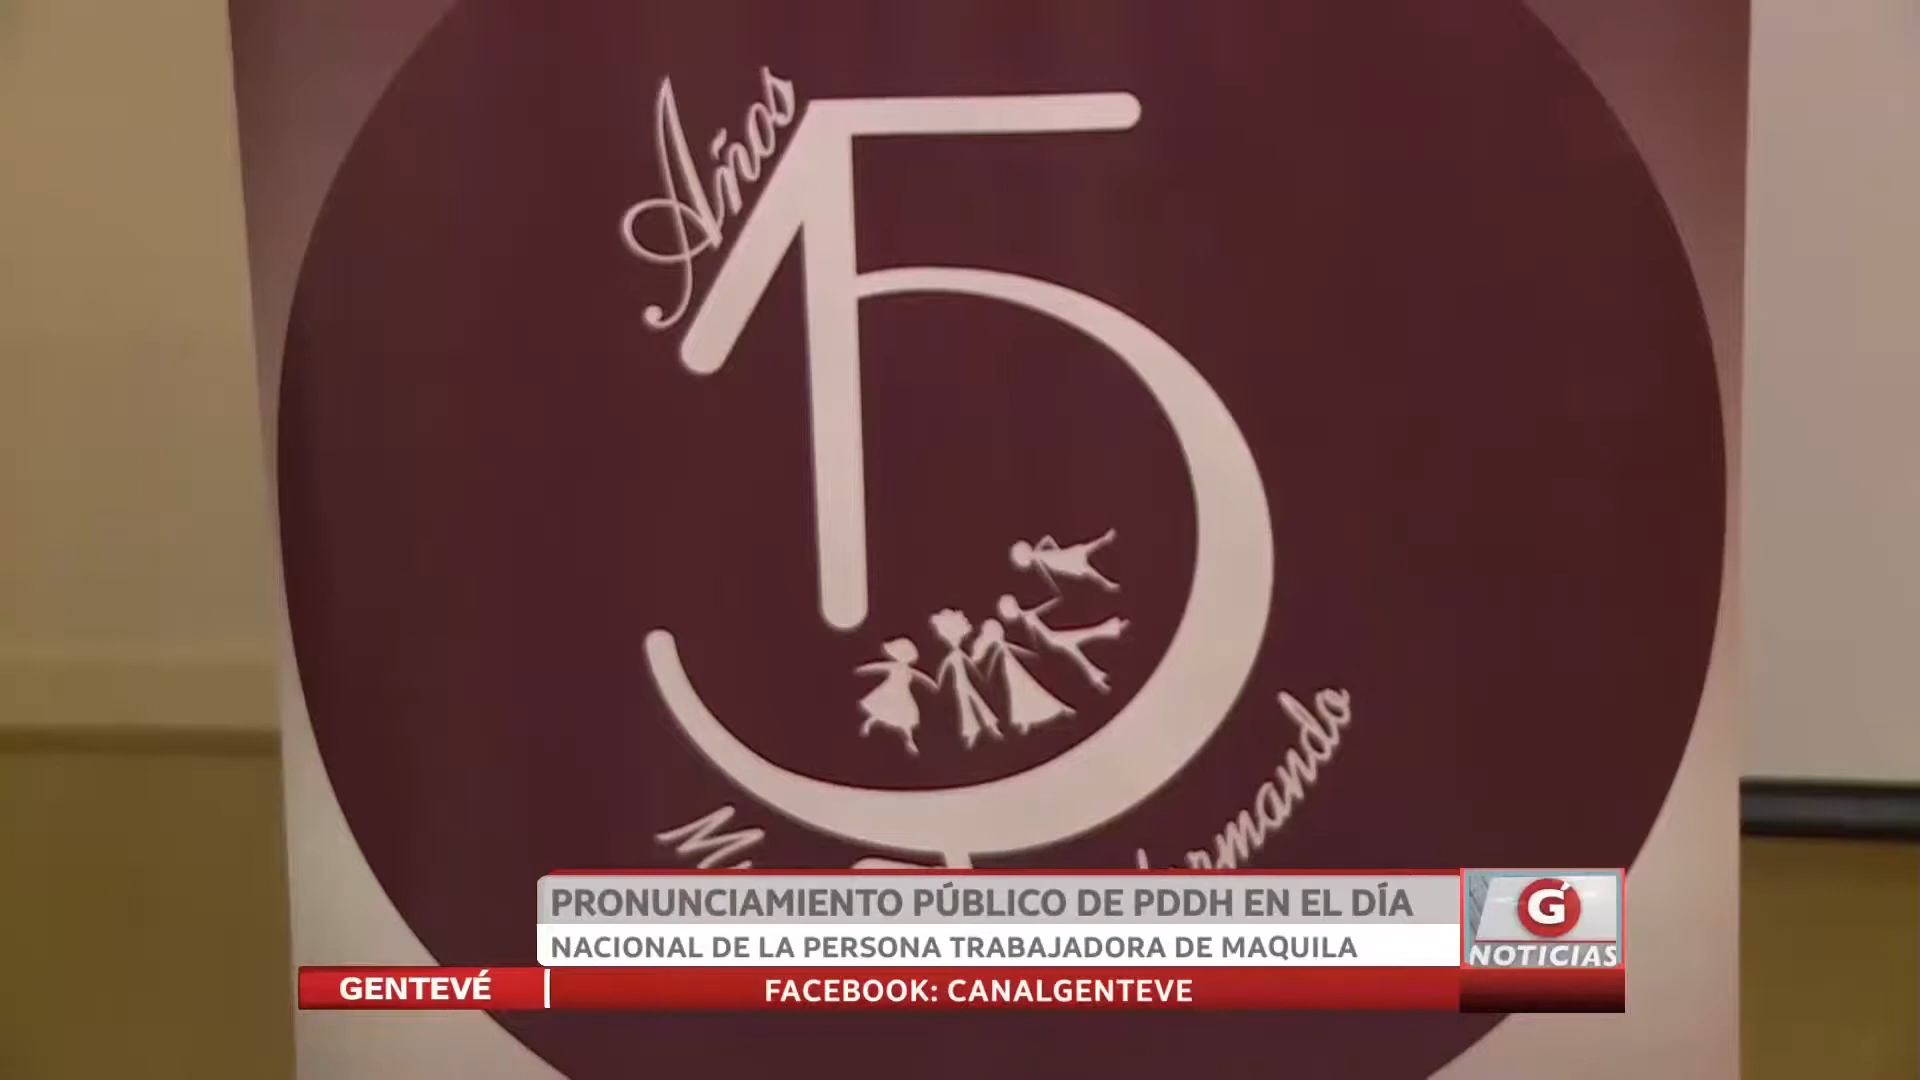 Años
15
PRONUNCIAMIENTO PÚBLICO DE PDDH EN EL DÍA
NACIONAL DE LA PERSONA TRABAJADORA DE MAQUILA
G
NOTICIAS
GENTEVÉ
FACEBOOK: CANALGENTEVE